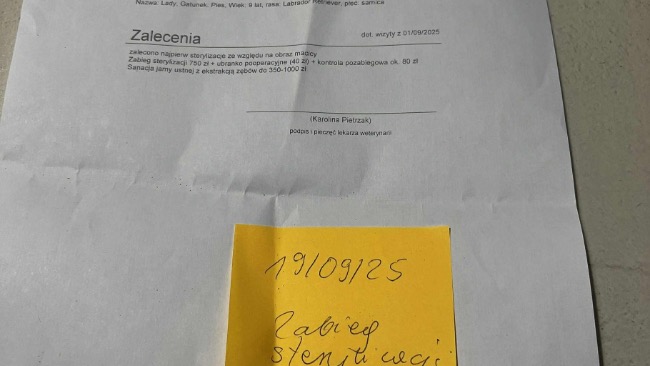 Nazwa: Lady, Gatunek: Pies, Wiek: 9 lat, rasa: Labrador Retriever, płeć: samica
Zalecenia
dot. wizyty z 01/09/2025
zalecono najpierw sterylizację ze względu na obraz macicy
Zabieg sterylizacji 750 zł + ubranko pooperacyjne (40 zł) + kontrola pozabiegowa ok. 80 zł
Sanacja jamy ustnej z ekstrakcją zębów do 350-1000 zł
(Karolina Pietrzak)
podpis i pieczęć lekarza weterynarii
19/09/25
Zabieg
sterylizacji